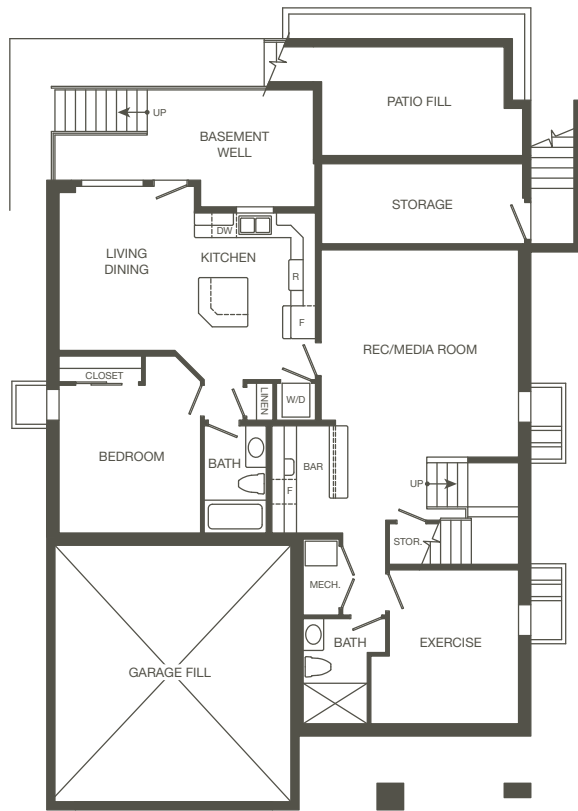 PATIO FILL
UP
BASEMENT
WELL
STORAGE
DW
LIVING
DINING
KITCHEN
R
F
REC/MEDIA ROOM
CLOSET
LINEN
W/D
BEDROOM
BATH
BAR
F
UP
STOR.
MECH.
BATH
EXERCISE
GARAGE FILL